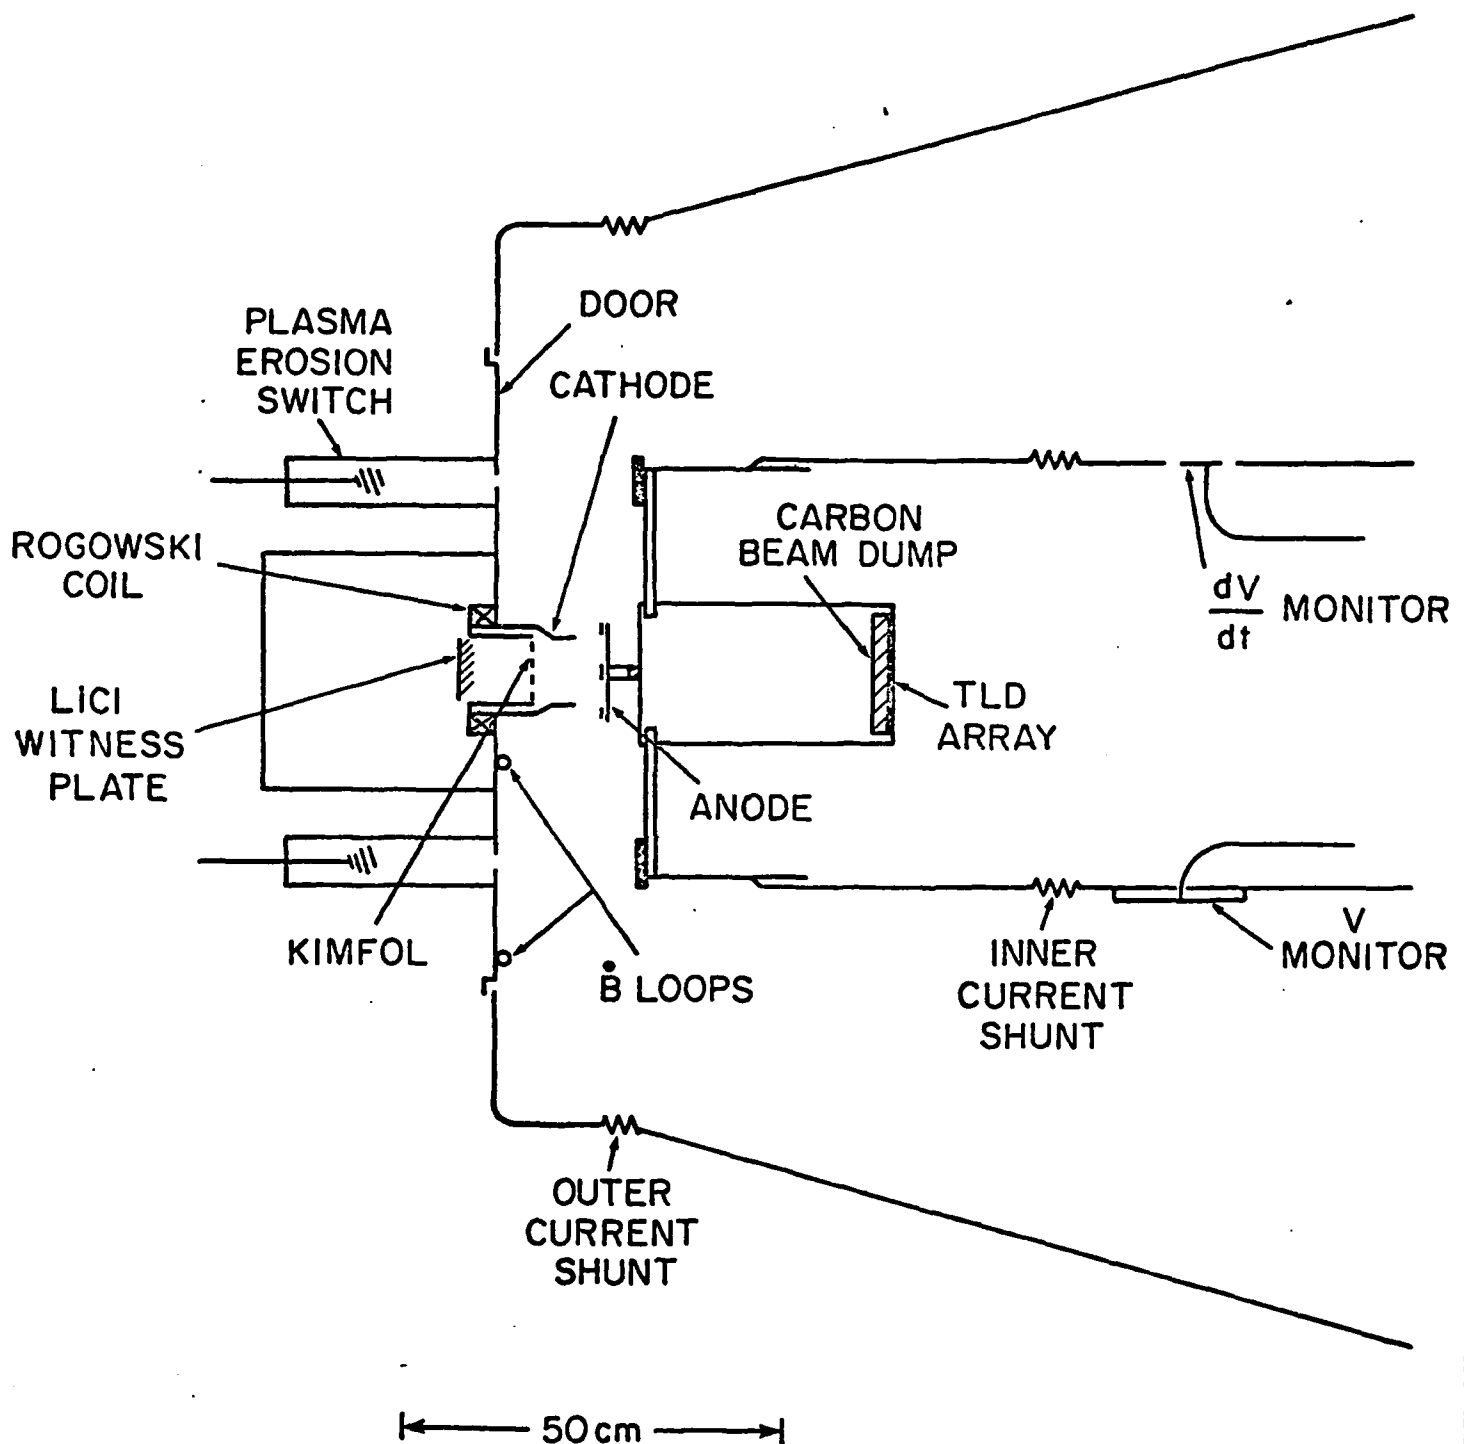 DOOR
PLASMA
EROSION
SWITCH
CATHODE
CARBON
BEAM DUMP
ROGOWSKI
COIL
dV
dt
MONITOR
LiCl
WITNESS
PLATE
TLD
ARRAY
ANODE
KIMFOL
Ḃ LOOPS
INNER
CURRENT
SHUNT
V
MONITOR
OUTER
CURRENT
SHUNT
50cm